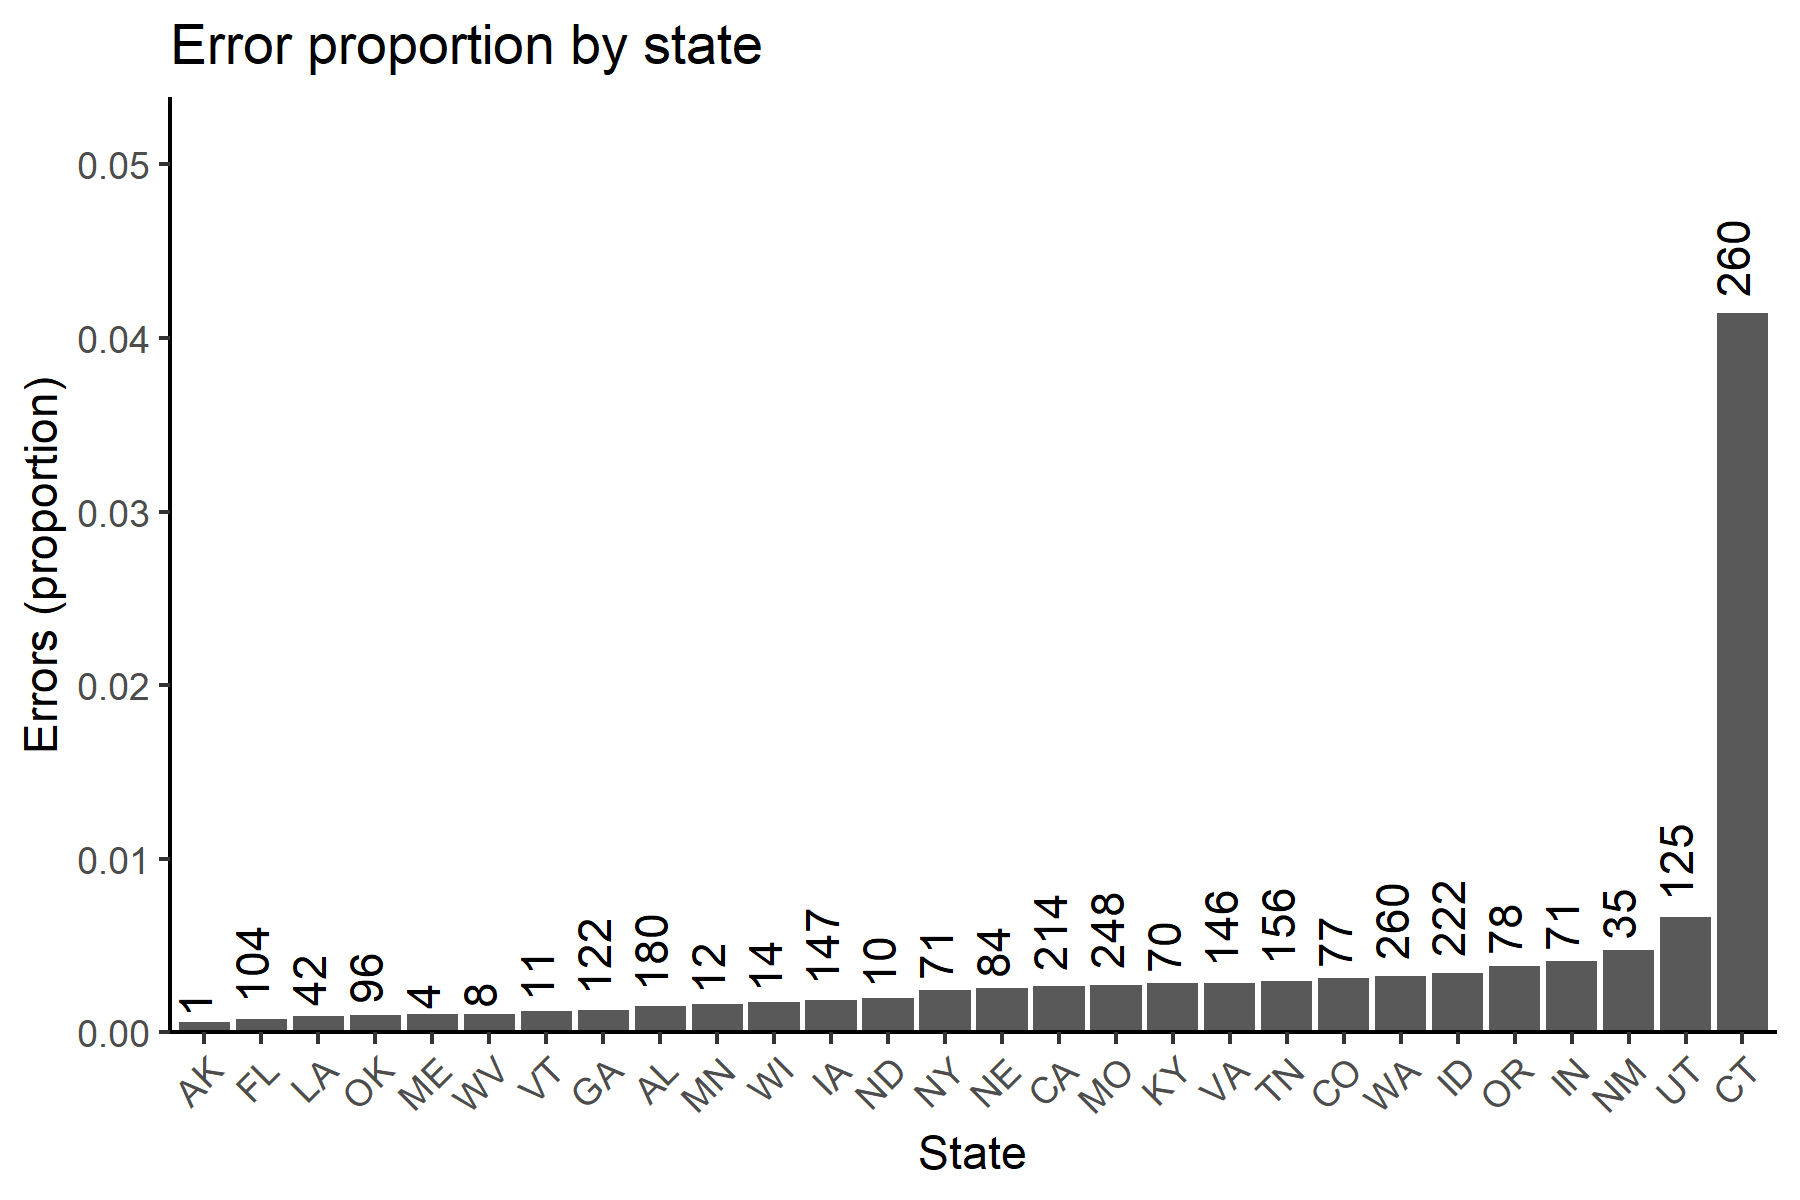 Error proportion by state
Errors (proportion)
0.05
0.04
0.03
0.02
0.01
0.00
1 104 42 96 4 8 11 122 180 12 14 147 10 71 84 214 248 70 146 156 77 260 222 78 71 35 125 260
AK FL LA OK ME WV VT GA AL MN WI IA ND NY NE CA MO KY VA TN CO WA ID OR IN NM UT CT
State